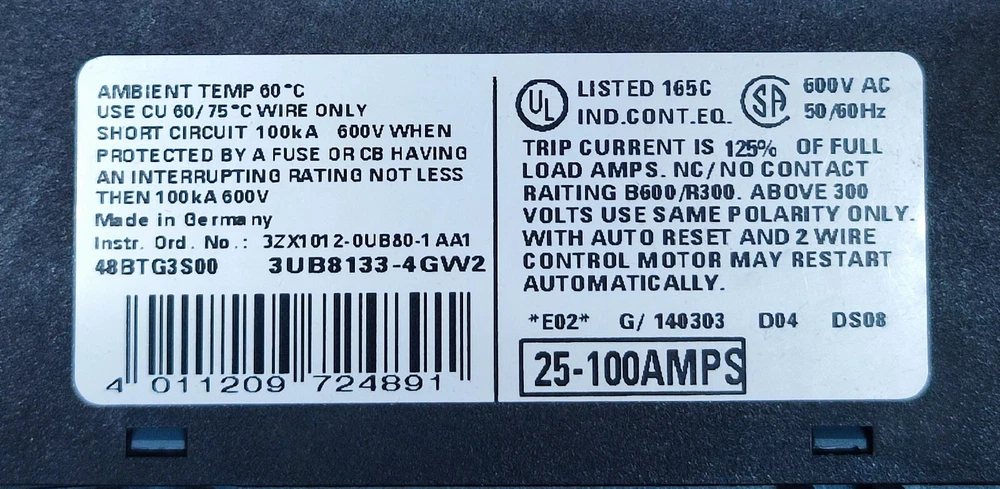 AMBIENT TEMP 60°C
USE CU 60/75°C WIRE ONLY
SHORT CIRCUIT 100kA 600V WHEN
PROTECTED BY A FUSE OR CB HAVING
AN INTERRUPTING RATING NOT LESS
THEN 100kA 600V
Made in Germany
Instr. Ord. No.: 3ZX1012-0UB80-1AA1
48BTG3S00 3UB8133-4GW2
4 011209 724891
UL LISTED 165C SA 600V AC
IND.CONT.EQ. 50/60Hz
TRIP CURRENT IS 125% OF FULL
LOAD AMPS. NC/NO CONTACT
RAITING B600/R300. ABOVE 300
VOLTS USE SAME POLARITY ONLY.
WITH AUTO RESET AND 2 WIRE
CONTROL MOTOR MAY RESTART
AUTOMATICALLY.
*E02* G/ 140303 D04 DS08
25-100AMPS